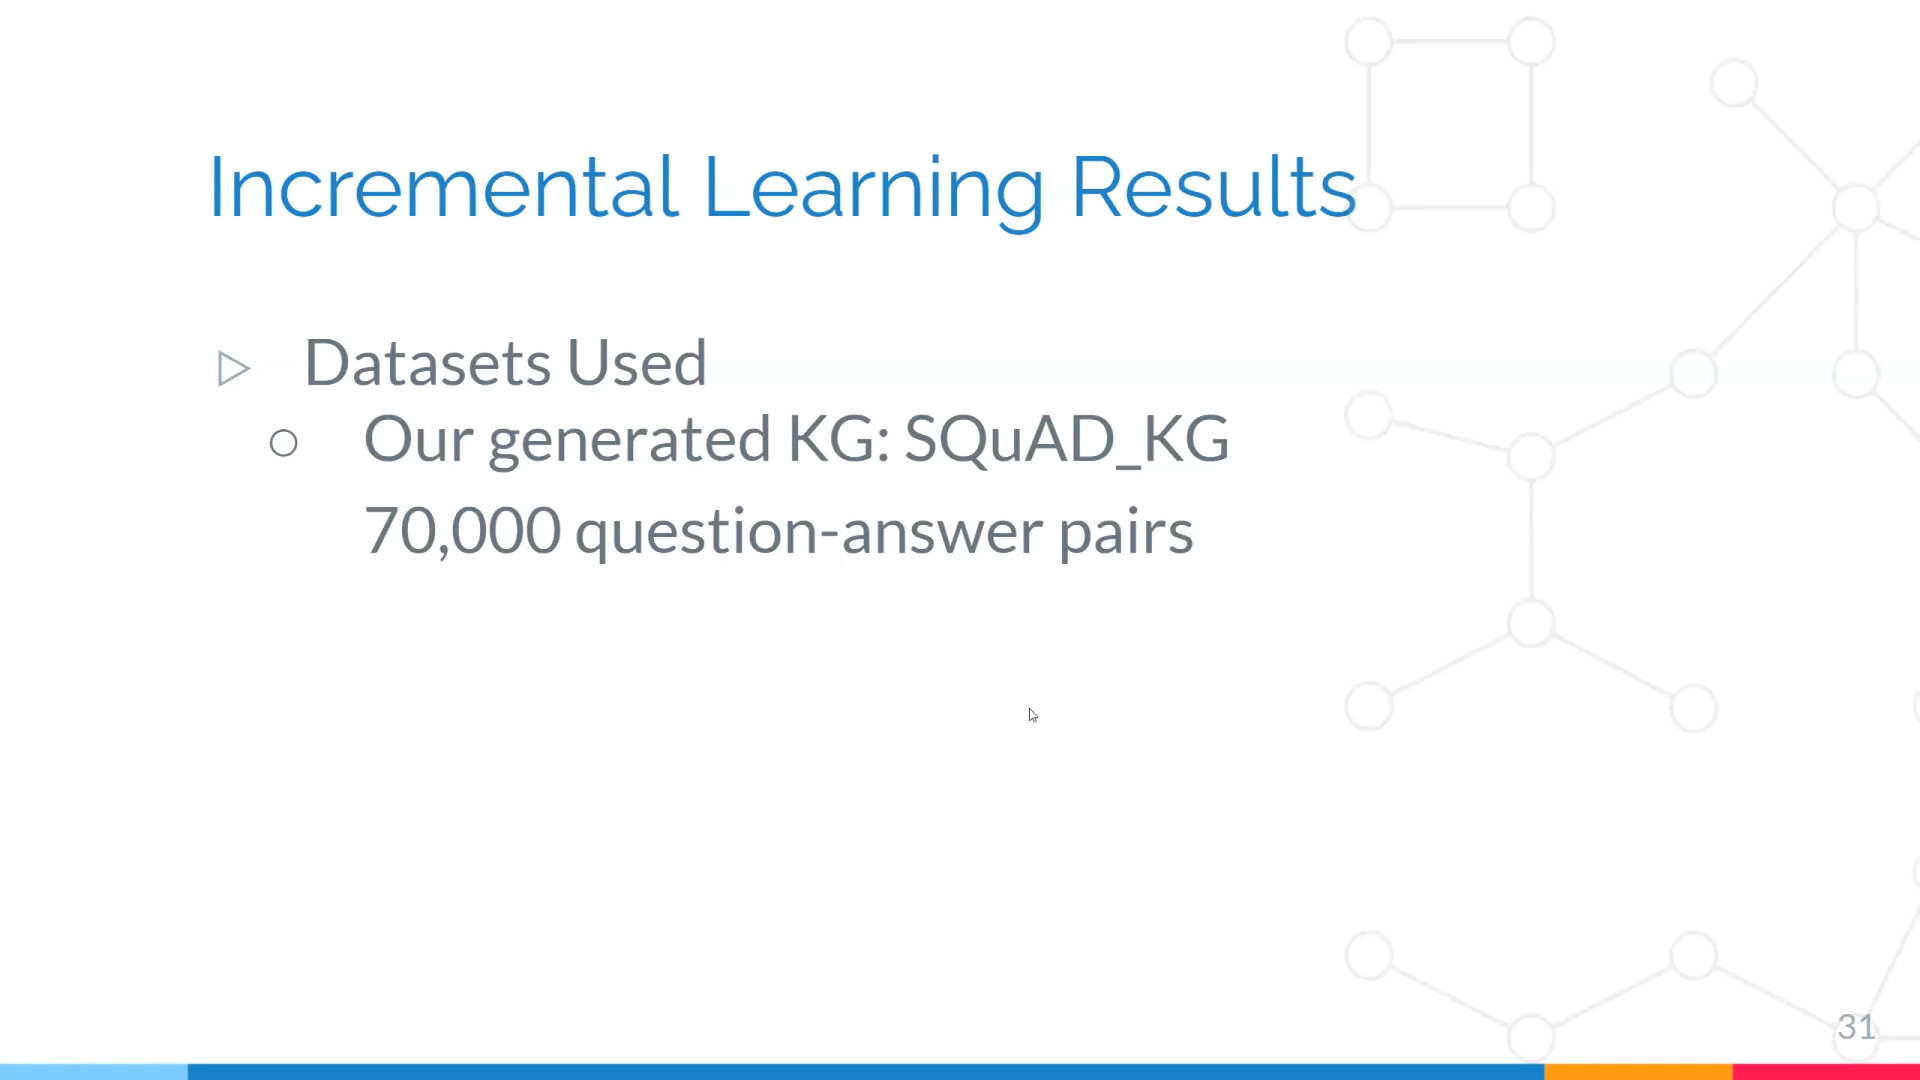 Incremental Learning Results
Datasets Used
Our generated KG: SQuAD_KG
70,000 question-answer pairs
31